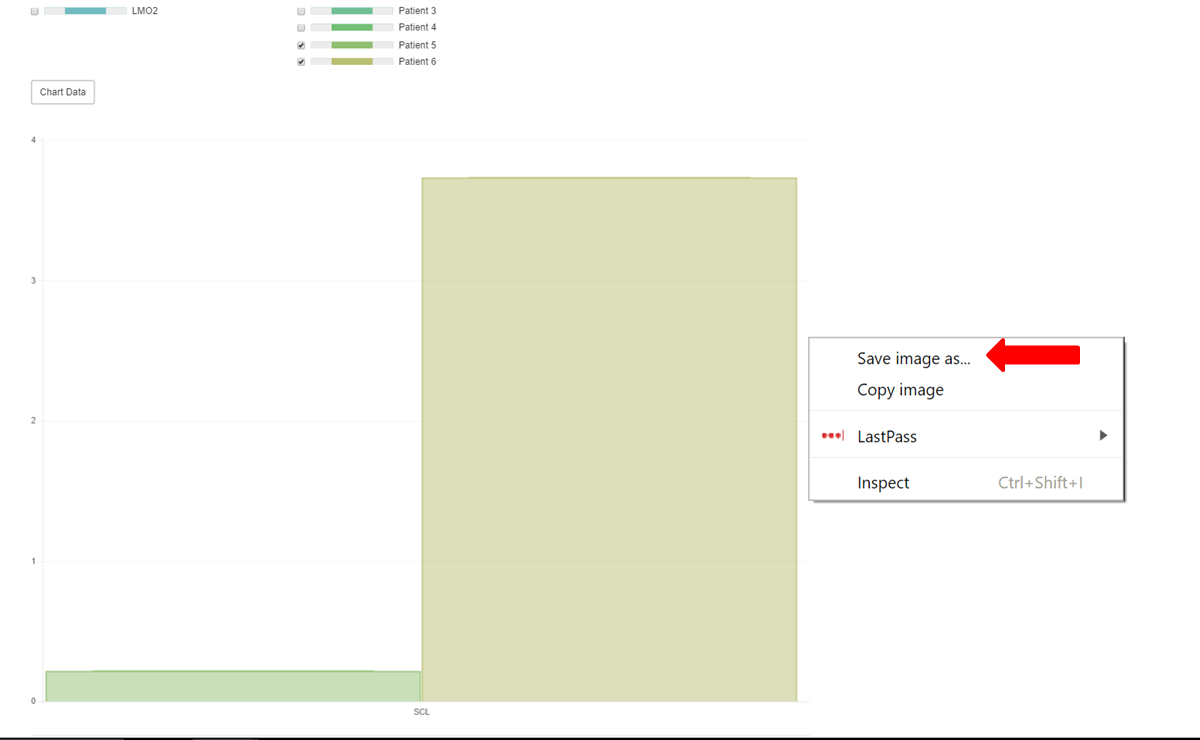 LMO2
Patient 3
Patient 4
Patient 5
Patient 6
Chart Data
4
3
2
1
0
SCL
Save image as...
Copy image
LastPass
Inspect Ctrl+Shift+I